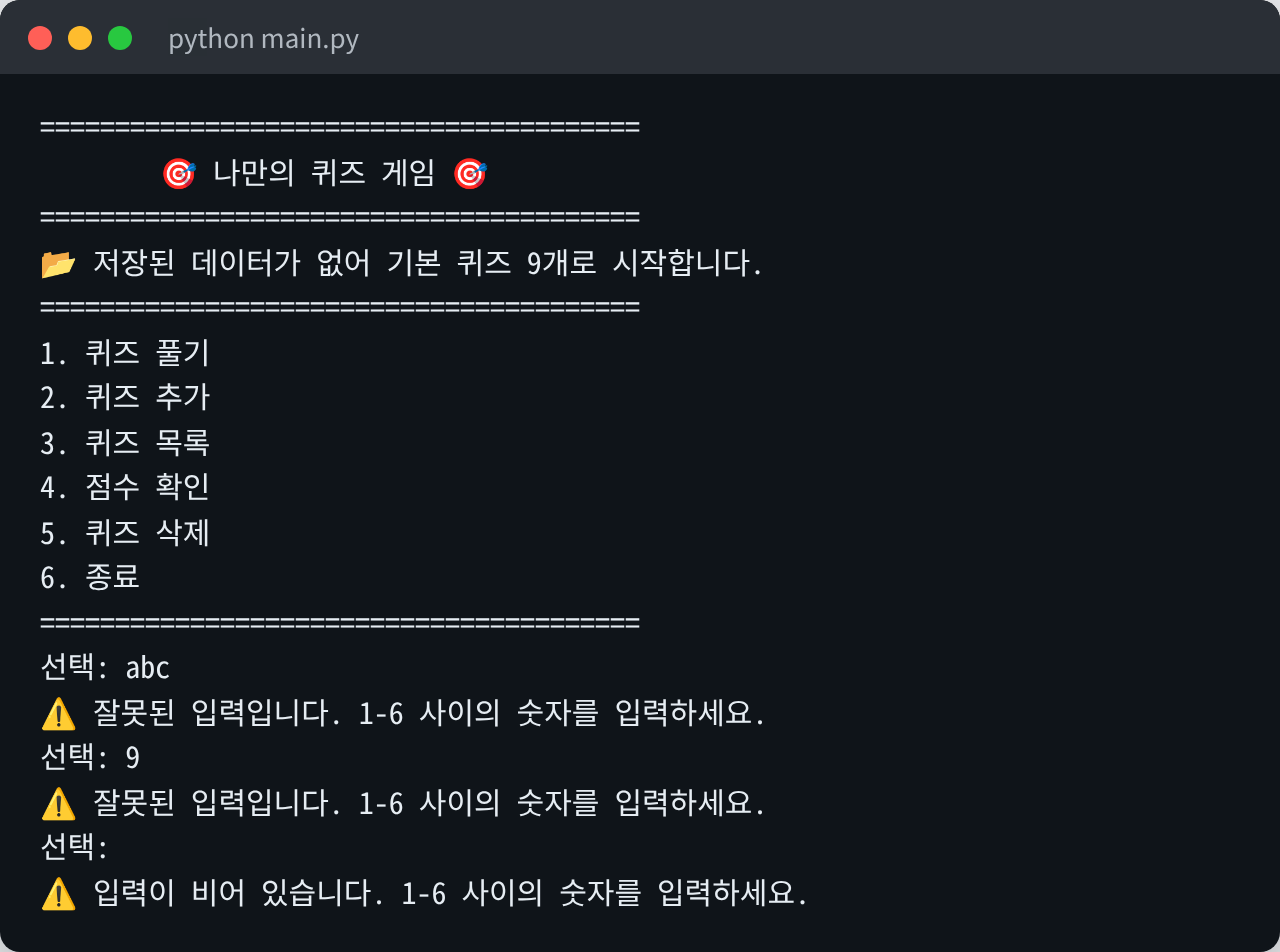 python main.py
========================================
🎯 나만의 퀴즈 게임 🎯
========================================
📂 저장된 데이터가 없어 기본 퀴즈 9개로 시작합니다.
========================================
1. 퀴즈 풀기
2. 퀴즈 추가
3. 퀴즈 목록
4. 점수 확인
5. 퀴즈 삭제
6. 종료
========================================
선택: abc
⚠️ 잘못된 입력입니다. 1-6 사이의 숫자를 입력하세요.
선택: 9
⚠️ 잘못된 입력입니다. 1-6 사이의 숫자를 입력하세요.
선택:
⚠️ 입력이 비어 있습니다. 1-6 사이의 숫자를 입력하세요.